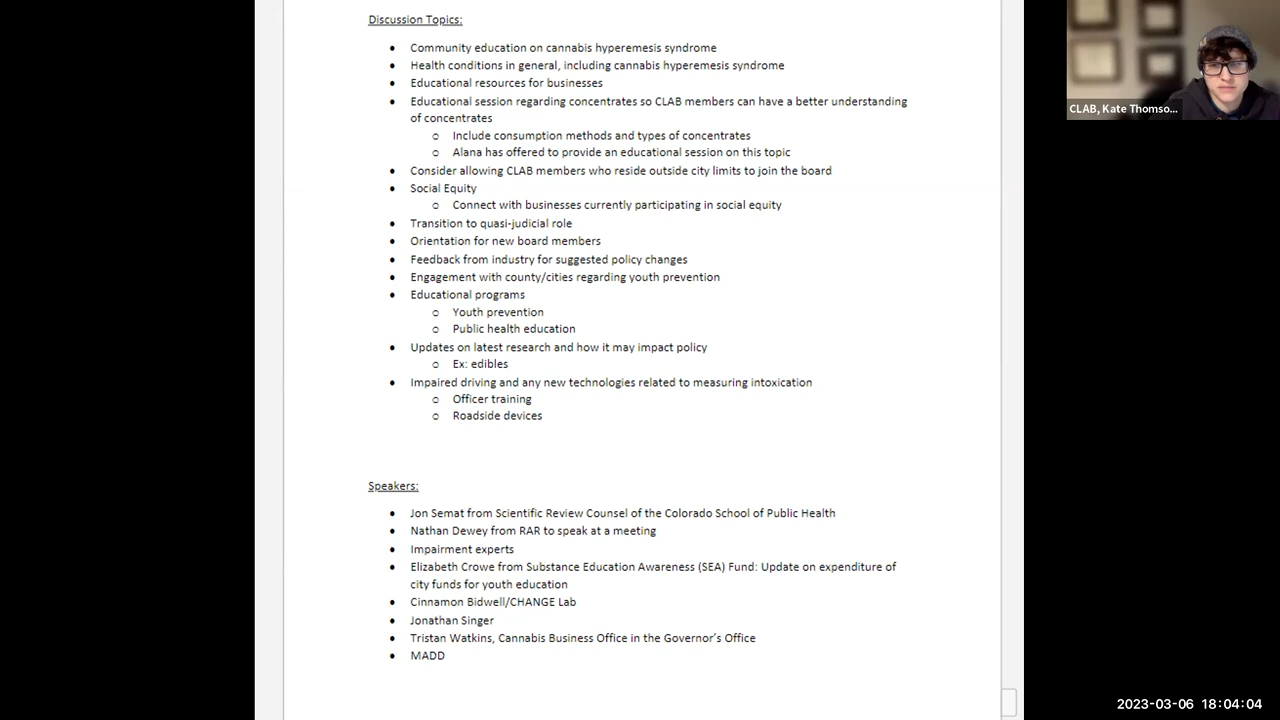 Discussion Topics:
• Community education on cannabis hyperemesis syndrome
• Health conditions in general, including cannabis hyperemesis syndrome
• Educational resources for businesses
• Educational session regarding concentrates so CLAB members can have a better understanding
of concentrates
o Include consumption methods and types of concentrates
o Alana has offered to provide an educational session on this topic
• Consider allowing CLAB members who reside outside city limits to join the board
• Social Equity
o Connect with businesses currently participating in social equity
• Transition to quasi-judicial role
• Orientation for new board members
• Feedback from industry for suggested policy changes
• Engagement with county/cities regarding youth prevention
• Educational programs
o Youth prevention
o Public health education
• Updates on latest research and how it may impact policy
o Ex: edibles
• Impaired driving and any new technologies related to measuring intoxication
o Officer training
o Roadside devices
Speakers:
• Jon Semat from Scientific Review Counsel of the Colorado School of Public Health
• Nathan Dewey from RAR to speak at a meeting
• Impairment experts
• Elizabeth Crowe from Substance Education Awareness (SEA) Fund: Update on expenditure of
city funds for youth education
• Cinnamon Bidwell/CHANGE Lab
• Jonathan Singer
• Tristan Watkins, Cannabis Business Office in the Governor's Office
• MADD
CLAB, Kate Thomso...
2023-03-06 18:04:04